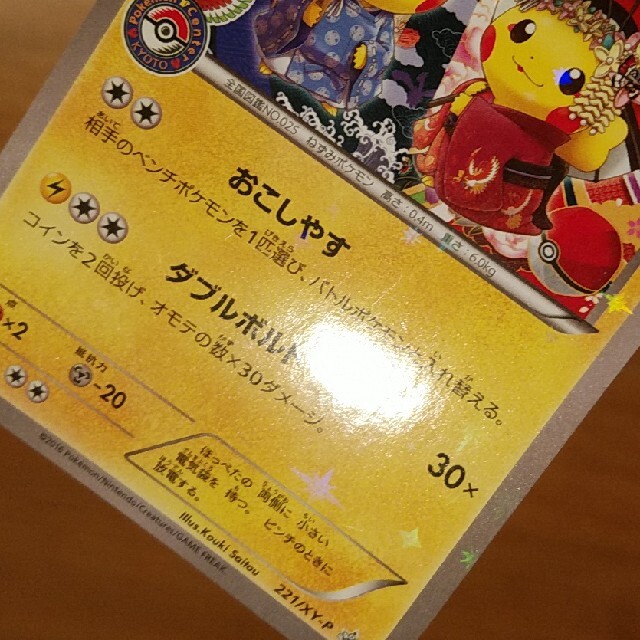 Pokémon Center
KYOTO
全国図鑑NO.025 ねずみポケモン 高さ:0.4m 重さ:6.0kg
おこしやす
相手のベンチポケモンを1匹選び、バトルポケモンと入れ替える。
ダブルボルト
30×
コインを2回投げ、オモテの数×30ダメージ。
×2
抵抗力
-20
ほっぺたの 両側に 小さい
電気袋を 持つ。 ピンチのときに
放電する。
Illus. Kouki Saitou
©2016 Pokémon/Nintendo/Creatures/GAME FREAK.
221/XY-P